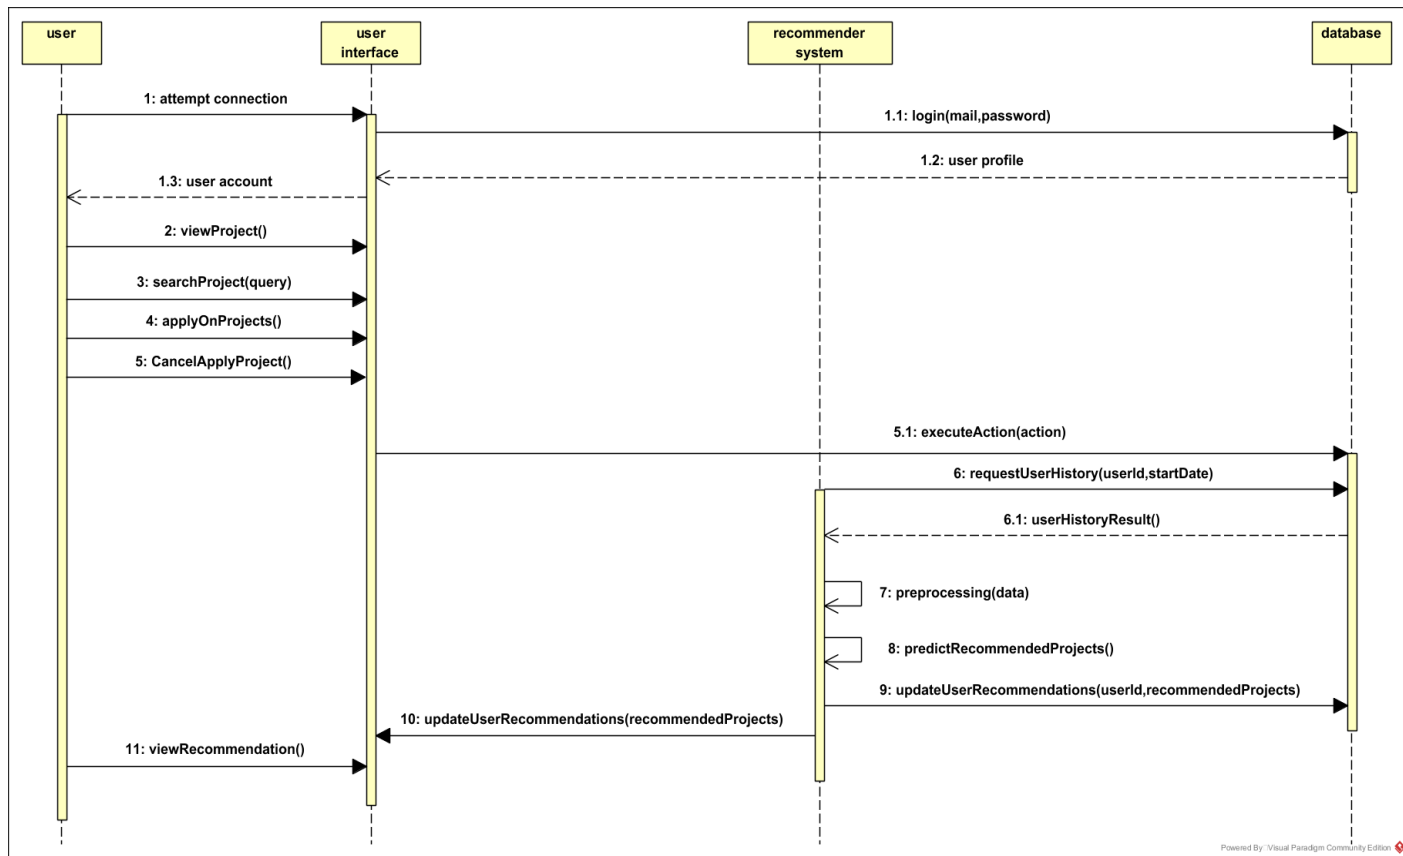 user
user
interface
recommender
system
database
1: attempt connection
1.1: login(mail,password)
1.2: user profile
1.3: user account
2: viewProject()
3: searchProject(query)
4: applyOnProjects()
5: CancelApplyProject()
5.1: executeAction(action)
6: requestUserHistory(userId,startDate)
6.1: userHistoryResult()
7: preprocessing(data)
8: predictRecommendedProjects()
9: updateUserRecommendations(userId,recommendedProjects)
10: updateUserRecommendations(recommendedProjects)
11: viewRecommendation()
Powered By Visual Paradigm Community Edition